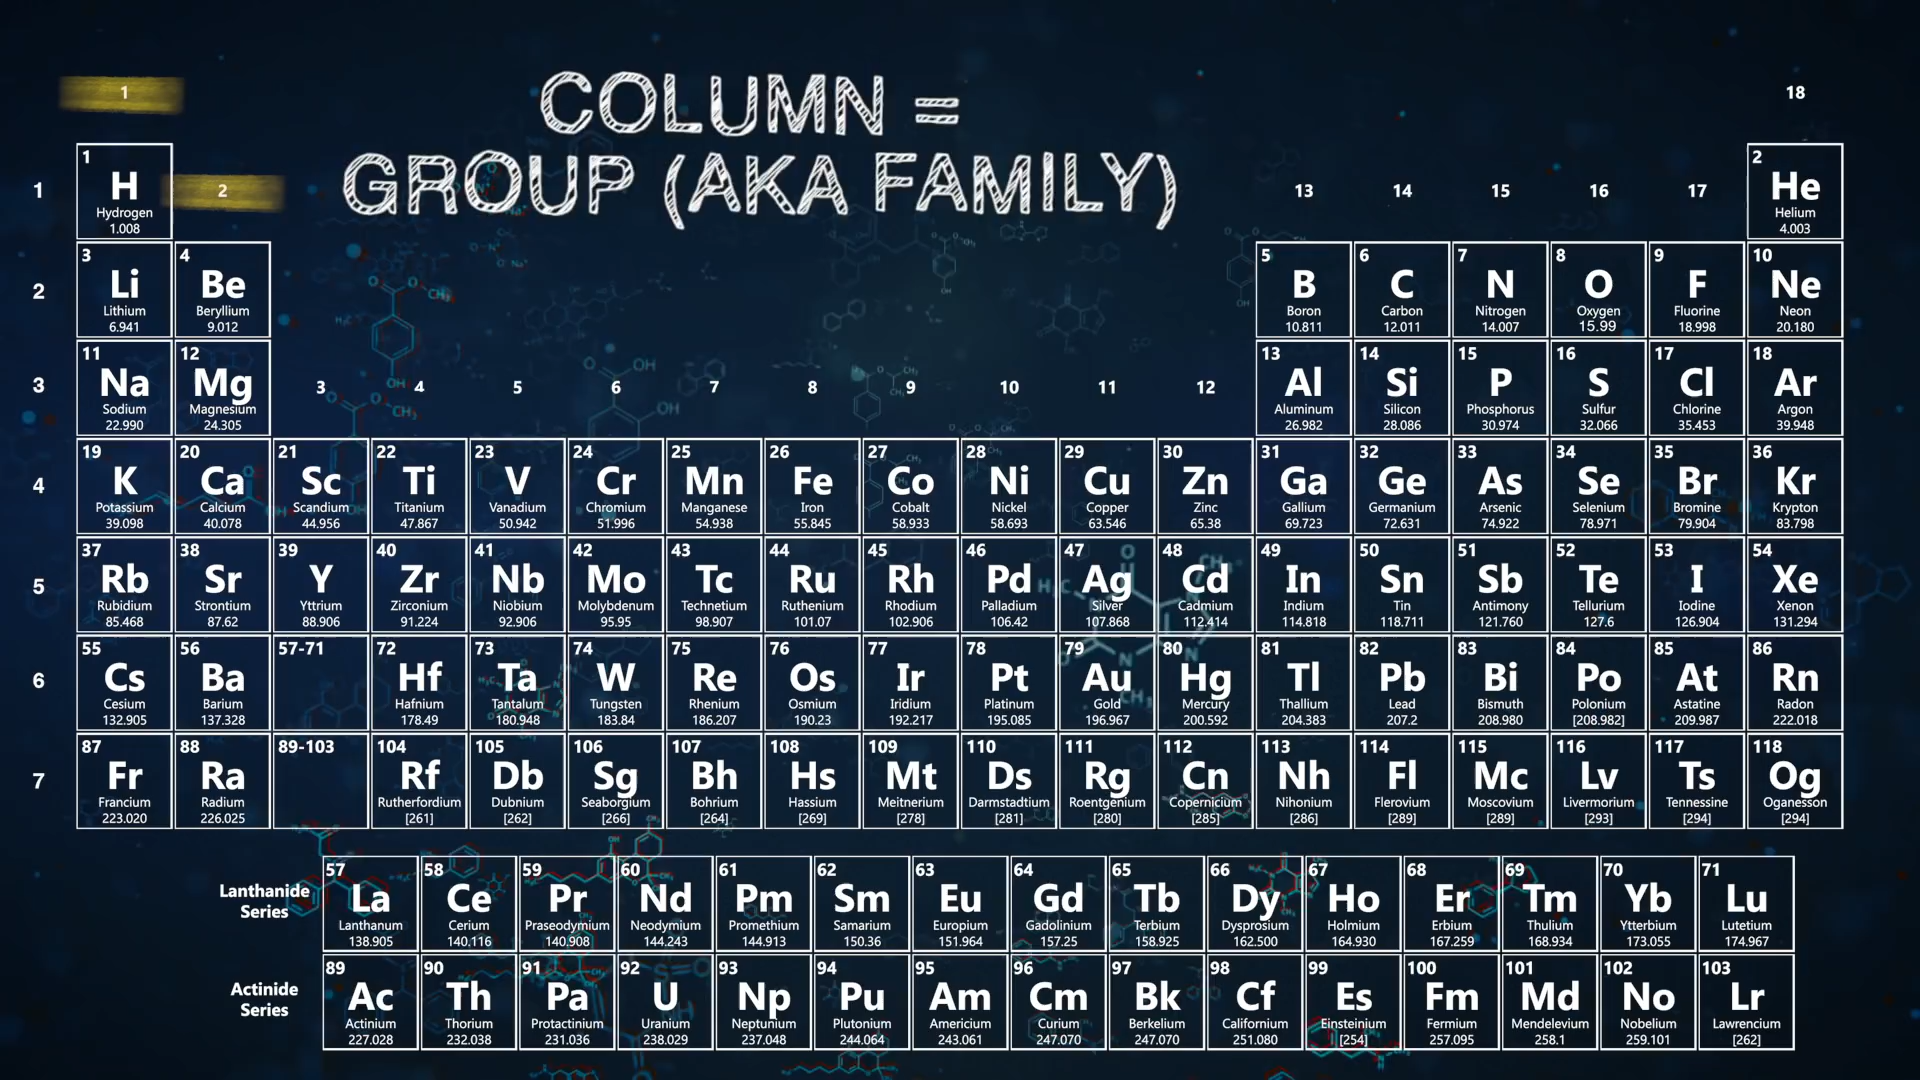 COLUMN =
GROUP (AKA FAMILY)
1 18
2 13 14 15 16 17
1 1 H Hydrogen 1.008 2 He Helium 4.003
2 3 Li Lithium 6.941 4 Be Beryllium 9.012 5 B Boron 10.811 6 C Carbon 12.011 7 N Nitrogen 14.007 8 O Oxygen 15.99 9 F Fluorine 18.998 10 Ne Neon 20.180
3 11 Na Sodium 22.990 12 Mg Magnesium 24.305 3 4 5 6 7 8 9 10 11 12 13 Al Aluminum 26.982 14 Si Silicon 28.086 15 P Phosphorus 30.974 16 S Sulfur 32.066 17 Cl Chlorine 35.453 18 Ar Argon 39.948
4 19 K Potassium 39.098 20 Ca Calcium 40.078 21 Sc Scandium 44.956 22 Ti Titanium 47.867 23 V Vanadium 50.942 24 Cr Chromium 51.996 25 Mn Manganese 54.938 26 Fe Iron 55.845 27 Co Cobalt 58.933 28 Ni Nickel 58.693 29 Cu Copper 63.546 30 Zn Zinc 65.38 31 Ga Gallium 69.723 32 Ge Germanium 72.631 33 As Arsenic 74.922 34 Se Selenium 78.971 35 Br Bromine 79.904 36 Kr Krypton 83.798
5 37 Rb Rubidium 85.468 38 Sr Strontium 87.62 39 Y Yttrium 88.906 40 Zr Zirconium 91.224 41 Nb Niobium 92.906 42 Mo Molybdenum 95.95 43 Tc Technetium 98.907 44 Ru Ruthenium 101.07 45 Rh Rhodium 102.906 46 Pd Palladium 106.42 47 Ag Silver 107.868 48 Cd Cadmium 112.414 49 In Indium 114.818 50 Sn Tin 118.711 51 Sb Antimony 121.760 52 Te Tellurium 127.6 53 I Iodine 126.904 54 Xe Xenon 131.294
6 55 Cs Cesium 132.905 56 Ba Barium 137.328 57-71 72 Hf Hafnium 178.49 73 Ta Tantalum 180.948 74 W Tungsten 183.84 75 Re Rhenium 186.207 76 Os Osmium 190.23 77 Ir Iridium 192.217 78 Pt Platinum 195.085 79 Au Gold 196.967 80 Hg Mercury 200.592 81 Tl Thallium 204.383 82 Pb Lead 207.2 83 Bi Bismuth 208.980 84 Po Polonium [208.982] 85 At Astatine 209.987 86 Rn Radon 222.018
7 87 Fr Francium 223.020 88 Ra Radium 226.025 89-103 104 Rf Rutherfordium [261] 105 Db Dubnium [262] 106 Sg Seaborgium [266] 107 Bh Bohrium [264] 108 Hs Hassium [269] 109 Mt Meitnerium [278] 110 Ds Darmstadtium [281] 111 Rg Roentgenium [280] 112 Cn Copernicium [285] 113 Nh Nihonium [286] 114 Fl Flerovium [289] 115 Mc Moscovium [289] 116 Lv Livermorium [293] 117 Ts Tennessine [294] 118 Og Oganesson [294]
Lanthanide Series 57 La Lanthanum 138.905 58 Ce Cerium 140.116 59 Pr Praseodymium 140.908 60 Nd Neodymium 144.243 61 Pm Promethium 144.913 62 Sm Samarium 150.36 63 Eu Europium 151.964 64 Gd Gadolinium 157.25 65 Tb Terbium 158.925 66 Dy Dysprosium 162.500 67 Ho Holmium 164.930 68 Er Erbium 167.259 69 Tm Thulium 168.934 70 Yb Ytterbium 173.055 71 Lu Lutetium 174.967
Actinide Series 89 Ac Actinium 227.028 90 Th Thorium 232.038 91 Pa Protactinium 231.036 92 U Uranium 238.029 93 Np Neptunium 237.048 94 Pu Plutonium 244.064 95 Am Americium 243.061 96 Cm Curium 247.070 97 Bk Berkelium 247.070 98 Cf Californium 251.080 99 Es Einsteinium [254] 100 Fm Fermium 257.095 101 Md Mendelevium 258.1 102 No Nobelium 259.101 103 Lr Lawrencium [262]